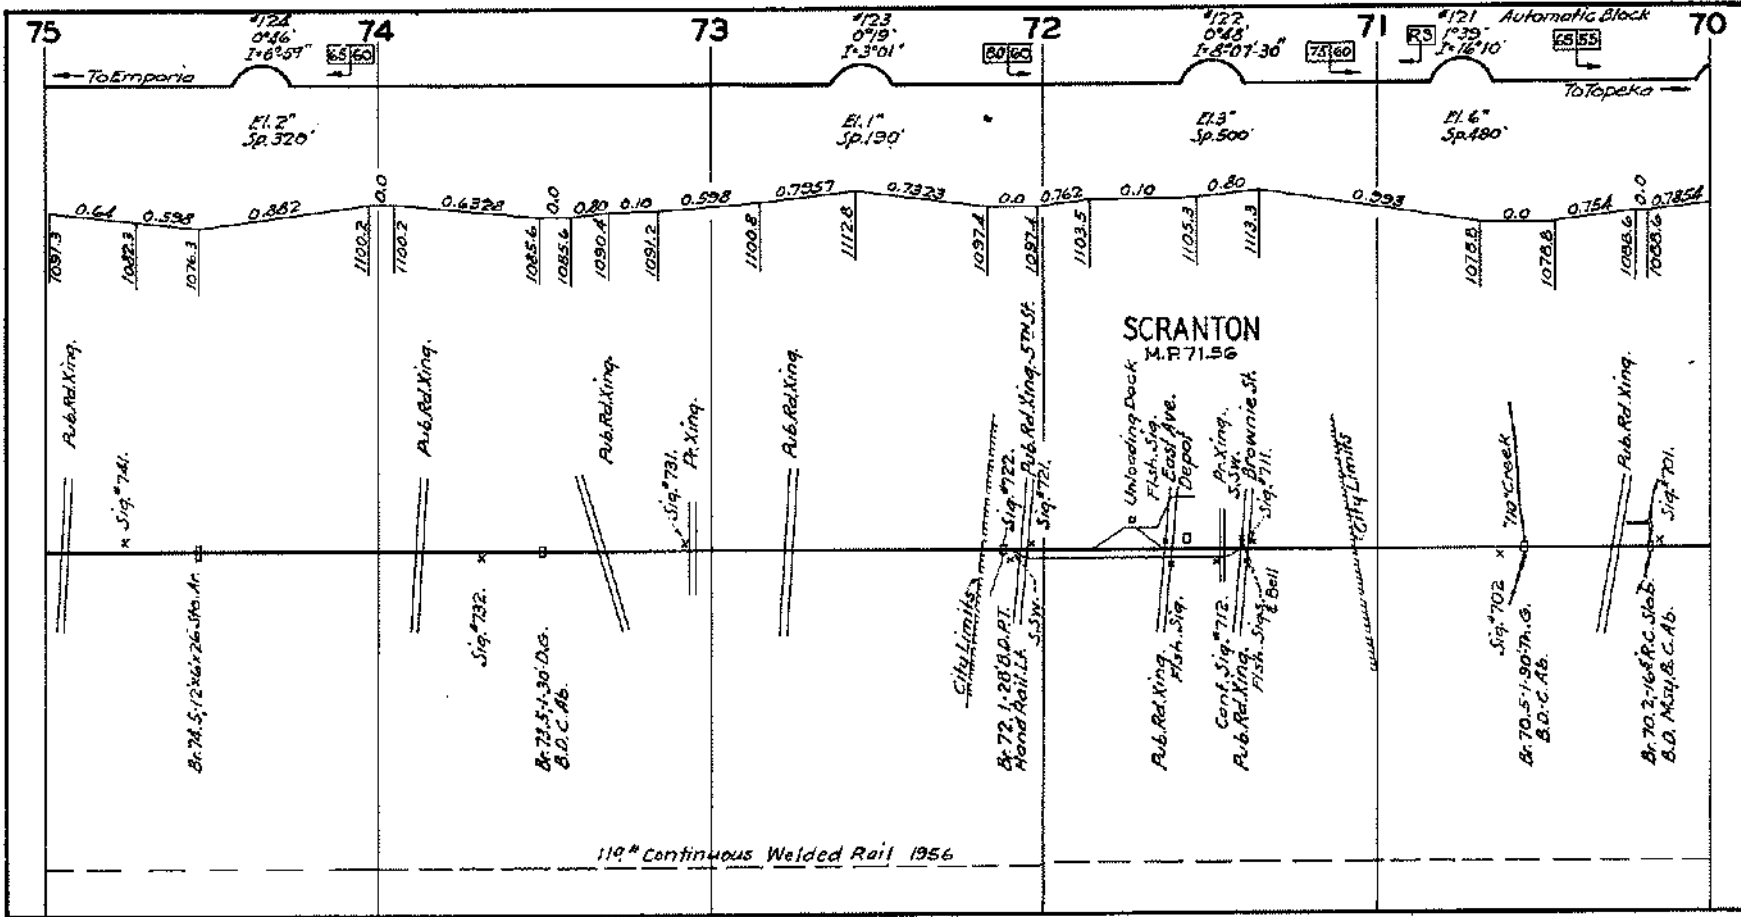 75
#124
0°46'
I=6°59"
65 60
74
73
#123
0°19'
I=3°01"
80 60
72
#122
0°48'
I=8°07'-30"
75 60
71
R3
#121
1°39"
I=16°10'
Automatic Block
65 55
70
To Emporia
To Topeka
El. 2"
Sp. 320'
El. 1"
Sp. 190'
El. 3"
Sp. 500'
El. 6"
Sp. 480'
0.64
0.598
0.882
0.0
0.6328
0.0
0.80
0.10
0.598
0.7957
0.7323
0.0
0.762
0.10
0.80
0.993
0.0
0.754
0.0
0.7854
1091.3
1082.3
1076.3
1100.2
1100.2
1085.6
1085.6
1090.4
1091.2
1100.8
1112.8
1097.4
1097.4
1103.5
1105.3
1113.3
1078.8
1078.8
1088.6
1088.6
SCRANTON
M.P. 71.56
Pub. Rd. Xing.
Sig. #741.
Pub. Rd. Xing.
Pub. Rd. Xing.
Sig. #731.
Pr. Xing.
Pub. Rd. Xing.
Sig. #722.
Pub. Rd. Xing.-5TH St.
Sig. #721.
Unloading Dock
Flsh. Sig.
East Ave.
Depot
Pr. Xing.
S.Sw.
Brownie St.
Sig. #711.
City Limits
"110" Creek
Pub. Rd. Xing.
Sig. #701.
Br. 74.5,-1-2'x6'x26' Sto. Ar.
Sig. #732.
Br. 73.5,-1-30'-D.G.
B.D.C. Ab.
City Limits
Br. 72.1,-28' B.D.P.T.
Hand Rail. Lt.
S.Sw.
Pub. Rd. Xing.
Flsh. Sig.
Cont. Sig. #712.
Pub. Rd. Xing.
Flsh. Sigs.
& Bell
Sig. #702
Br. 70.5-1-90'-Th. G.
B.D.-C. Ab.
Br. 70.2,-2-16' R.C. Slab.
B.D. Msy, & C. Ab.
119# Continuous Welded Rail 1956